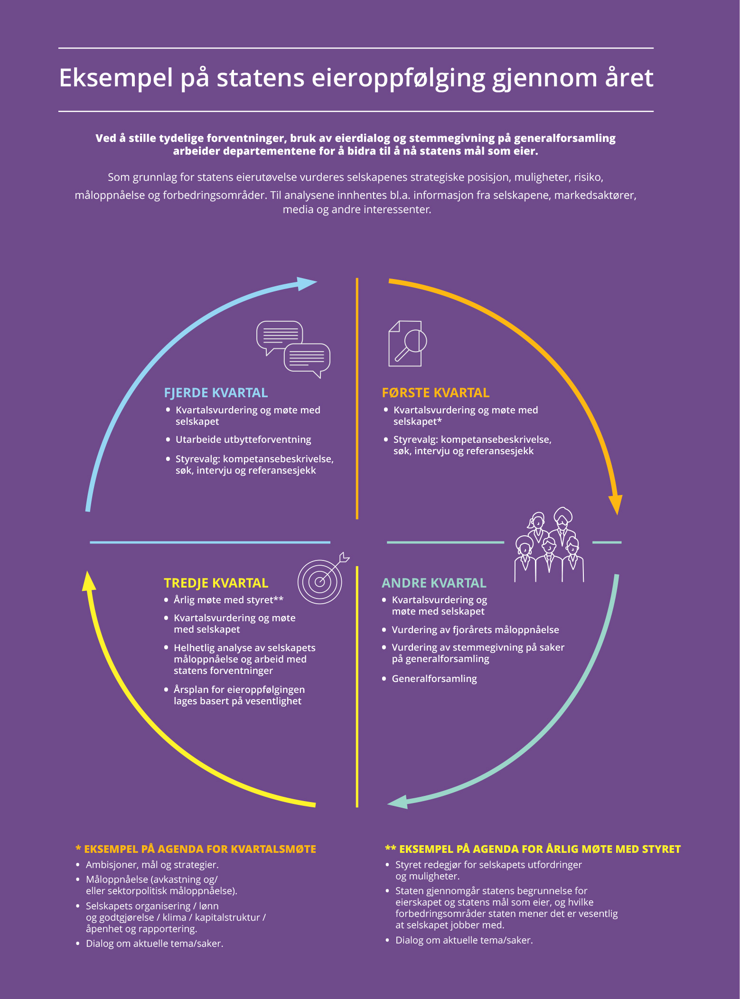 Eksempel på statens eieroppfølging gjennom året
Ved å stille tydelige forventninger, bruk av eierdialog og stemmegivning på generalforsamling
arbeider departementene for å bidra til å nå statens mål som eier.
Som grunnlag for statens eierutøvelse vurderes selskapenes strategiske posisjon, muligheter, risiko,
måloppnåelse og forbedringsområder. Til analysene innhentes bl.a. informasjon fra selskapene, markedsaktører,
media og andre interessenter.
FJERDE KVARTAL
• Kvartalsvurdering og møte med
selskapet
• Utarbeide utbytteforventning
• Styrevalg: kompetansebeskrivelse,
søk, intervju og referansesjekk
FØRSTE KVARTAL
• Kvartalsvurdering og møte med
selskapet*
• Styrevalg: kompetansebeskrivelse,
søk, intervju og referansesjekk
TREDJE KVARTAL
• Årlig møte med styret**
• Kvartalsvurdering og møte
med selskapet
• Helhetlig analyse av selskapets
måloppnåelse og arbeid med
statens forventninger
• Årsplan for eieroppfølgingen
lages basert på vesentlighet
ANDRE KVARTAL
• Kvartalsvurdering og
møte med selskapet
• Vurdering av fjorårets måloppnåelse
• Vurdering av stemmegivning på saker
på generalforsamling
• Generalforsamling
* EKSEMPEL PÅ AGENDA FOR KVARTALSMØTE
• Ambisjoner, mål og strategier.
• Måloppnåelse (avkastning og/
eller sektorpolitisk måloppnåelse).
• Selskapets organisering / lønn
og godtgjørelse / klima / kapitalstruktur /
åpenhet og rapportering.
• Dialog om aktuelle tema/saker.
** EKSEMPEL PÅ AGENDA FOR ÅRLIG MØTE MED STYRET
• Styret redegjør for selskapets utfordringer
og muligheter.
• Staten gjennomgår statens begrunnelse for
eierskapet og statens mål som eier, og hvilke
forbedringsområder staten mener det er vesentlig
at selskapet jobber med.
• Dialog om aktuelle tema/saker.